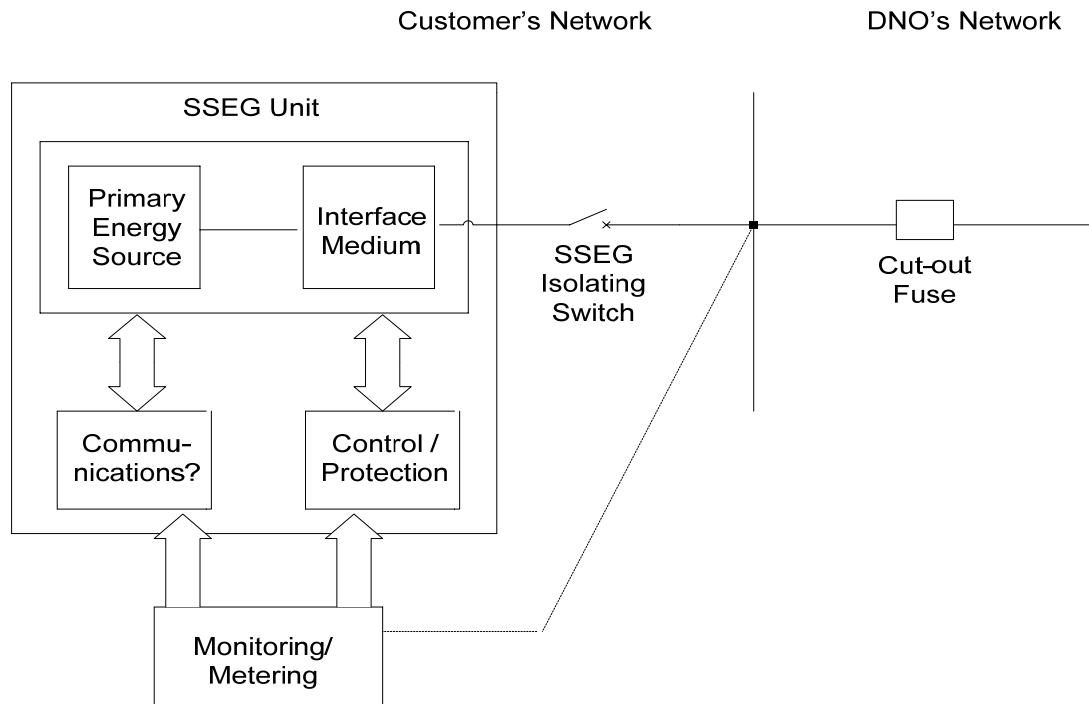 Customer's Network
DNO's Network
SSEG Unit
Primary
Energy
Source
Interface
Medium
SSEG
Isolating
Switch
Cut-out
Fuse
Commu-
nications?
Control /
Protection
Monitoring/
Metering